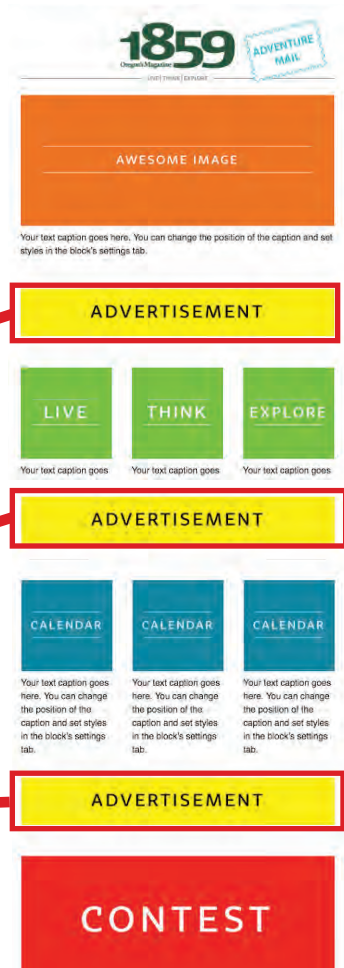 1859
Oregon's Magazine
ADVENTURE
MAIL
LIVE | THINK | EXPLORE
AWESOME IMAGE
Your text caption goes here. You can change the position of the caption and set
styles in the block's settings tab.
ADVERTISEMENT
LIVE
THINK
EXPLORE
Your text caption goes
Your text caption goes
Your text caption goes
ADVERTISEMENT
CALENDAR
CALENDAR
CALENDAR
Your text caption goes
here. You can change
the position of the
caption and set styles
in the block's settings
tab.
Your text caption goes
here. You can change
the position of the
caption and set styles
in the block's settings
tab.
Your text caption goes
here. You can change
the position of the
caption and set styles
in the block's settings
tab.
ADVERTISEMENT
CONTEST